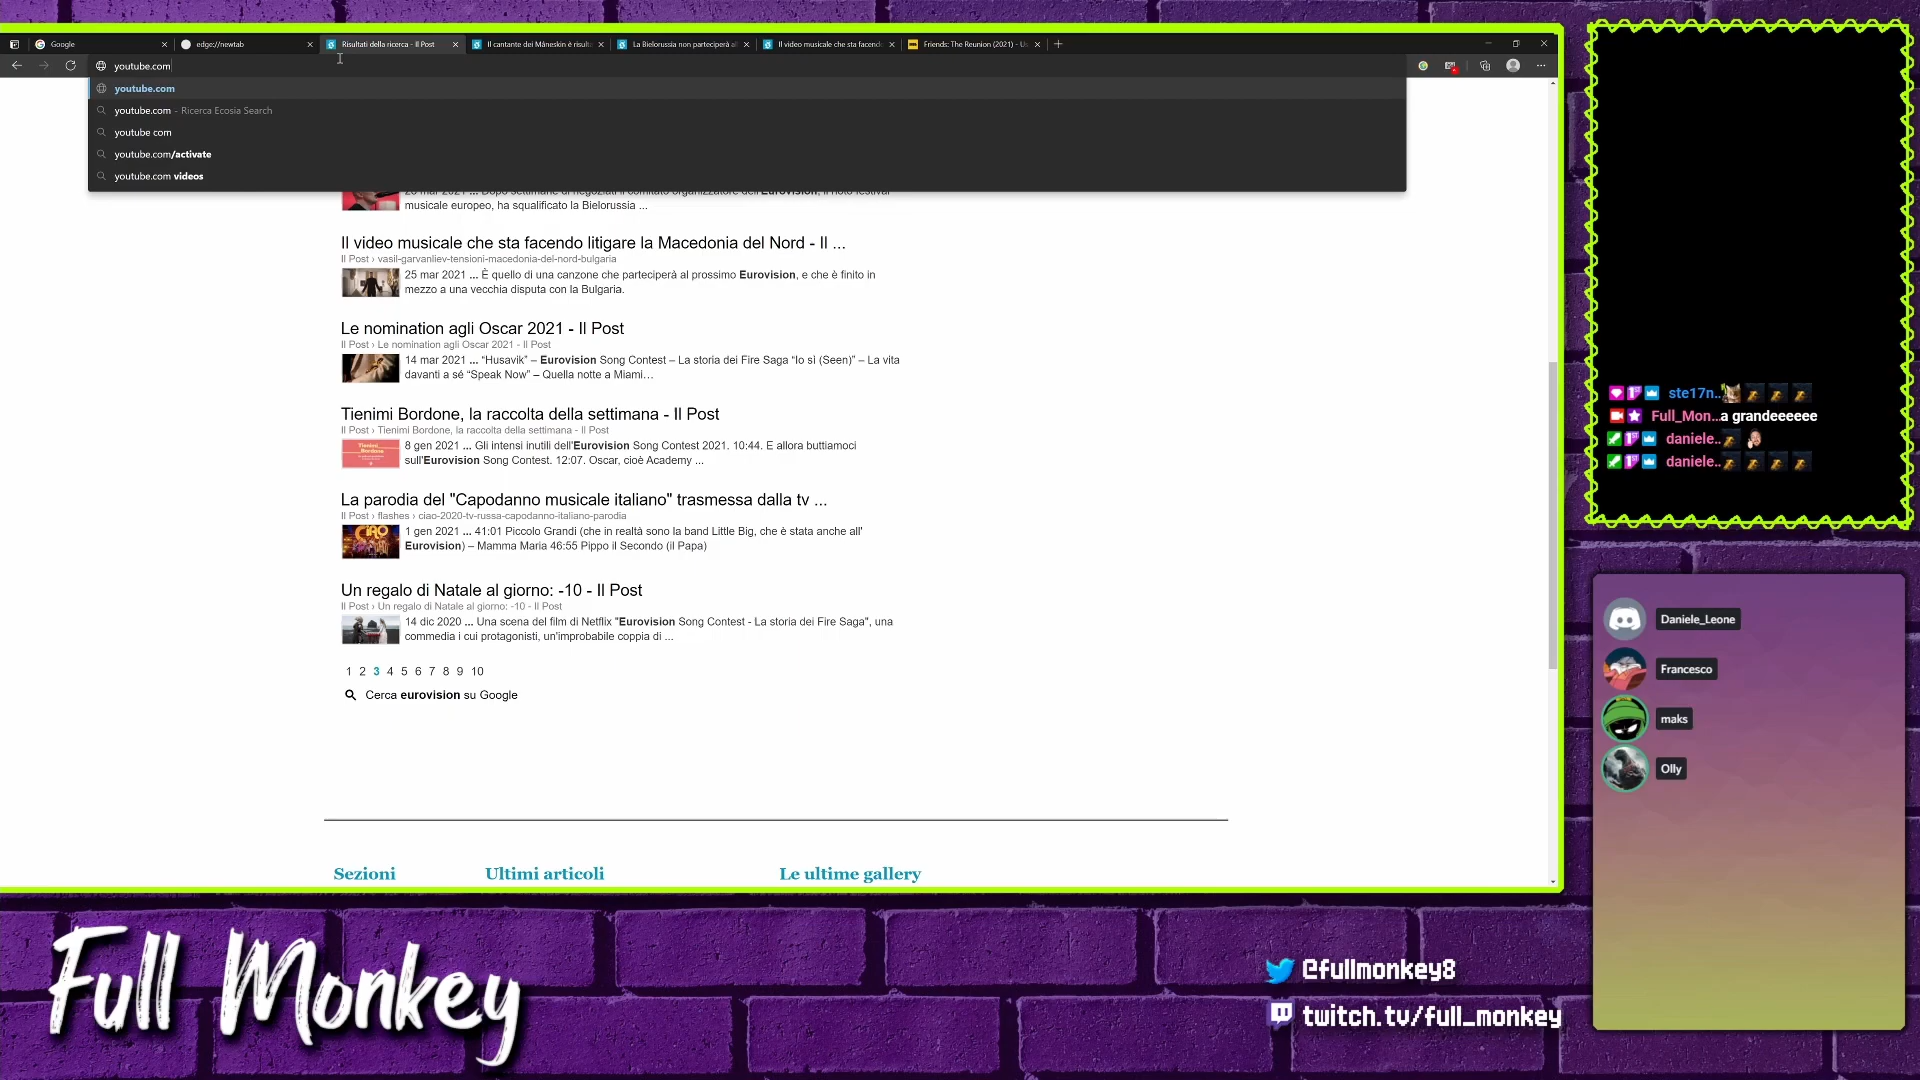 Google
edge://newtab
Risultati della ricerca - Il Post
Il cantante dei Måneskin è risult
La Bielorussia non parteciperà al
Il video musicale che sta facend
Friends: The Reunion (2021) -
youtube.com
youtube.com
youtube.com - Ricerca Ecosia Search
youtube com
youtube.com/activate
youtube.com videos
musicale europeo, ha squalificato la Bielorussia ...
Il video musicale che sta facendo litigare la Macedonia del Nord - Il ...
Il Post › vasil-garvanliev-tensioni-macedonia-del-nord-bulgaria
25 mar 2021 ... È quello di una canzone che parteciperà al prossimo Eurovision, e che è finito in
mezzo a una vecchia disputa con la Bulgaria.
Le nomination agli Oscar 2021 - Il Post
Il Post › Le nomination agli Oscar 2021 - Il Post
14 mar 2021 ... “Husavik” – Eurovision Song Contest – La storia dei Fire Saga “Io sì (Seen)” – La vita
davanti a sé “Speak Now” – Quella notte a Miami…
Tienimi Bordone, la raccolta della settimana - Il Post
Il Post › Tienimi Bordone, la raccolta della settimana - Il Post
8 gen 2021 ... Gli intensi inutili dell'Eurovision Song Contest 2021. 10:44. E allora buttiamoci
sull'Eurovision Song Contest. 12:07. Oscar, cioè Academy ...
La parodia del "Capodanno musicale italiano" trasmessa dalla tv ...
Il Post › flashes › ciao-2020-tv-russa-capodanno-italiano-parodia
1 gen 2021 ... 41:01 Piccolo Grandi (che in realtà sono la band Little Big, che è stata anche all'
Eurovision) – Mamma Maria 46:55 Pippo il Secondo (il Papa)
CIAO
Un regalo di Natale al giorno: -10 - Il Post
Il Post › Un regalo di Natale al giorno: -10 - Il Post
14 dic 2020 ... Una scena del film di Netflix "Eurovision Song Contest - La storia dei Fire Saga", una
commedia i cui protagonisti, un'improbabile coppia di ...
1 2 3 4 5 6 7 8 9 10
Cerca eurovision su Google
Sezioni
Ultimi articoli
Le ultime gallery
ste17n..
Full_Mon..a grandeeeeee
daniele..
daniele..
Daniele_Leone
Francesco
maks
Olly
Full Monkey
@fullmonkey8
twitch.tv/full_monkey